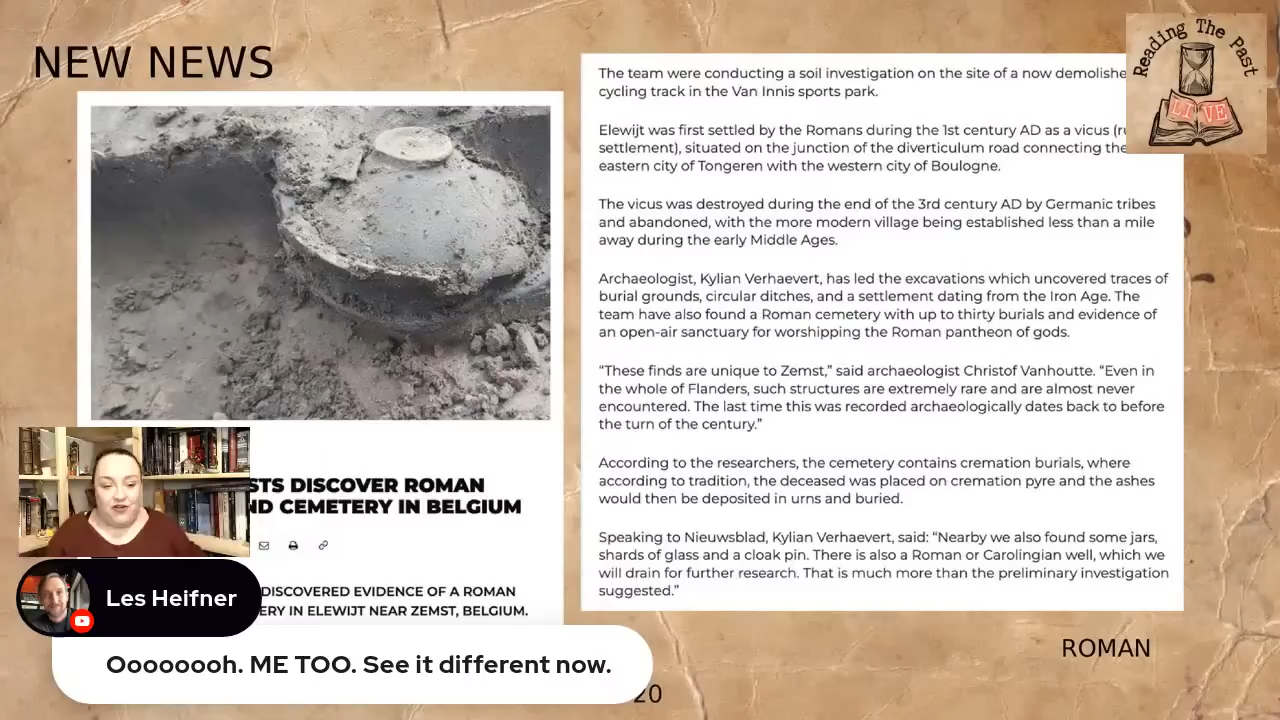 NEW NEWS
Reading The Past
LIVE
The team were conducting a soil investigation on the site of a now
cycling track in the Van Innis sports park.
Elewijt was first settled by the Romans during the 1st century AD as a vicus
settlement), situated on the junction of the diverticulum road connecting the
eastern city of Tongeren with the western city of Boulogne.
The vicus was destroyed during the end of the 3rd century AD by Germanic tribes
and abandoned, with the more modern village being established less than a mile
away during the early Middle Ages.
Archaeologist, Kylian Verhaevert, has led the excavations which uncovered traces of
burial grounds, circular ditches, and a settlement dating from the Iron Age. The
team have also found a Roman cemetery with up to thirty burials and evidence of
an open-air sanctuary for worshipping the Roman pantheon of gods.
“These finds are unique to Zemst,” said archaeologist Christof Vanhoutte. “Even in
the whole of Flanders, such structures are extremely rare and are almost never
encountered. The last time this was recorded archaeologically dates back to before
the turn of the century.”
According to the researchers, the cemetery contains cremation burials, where
according to tradition, the deceased was placed on cremation pyre and the ashes
would then be deposited in urns and buried.
Speaking to Nieuwsblad, Kylian Verhaevert, said: “Nearby we also found some jars,
shards of glass and a cloak pin. There is also a Roman or Carolingian well, which we
will drain for further research. That is much more than the preliminary investigation
suggested.”
DISCOVER ROMAN
CEMETERY IN BELGIUM
DISCOVERED EVIDENCE OF A ROMAN
IN ELEWIJT NEAR ZEMST, BELGIUM.
Les Heifner
Ooooooooh. ME TOO. See it different now.
ROMAN
20